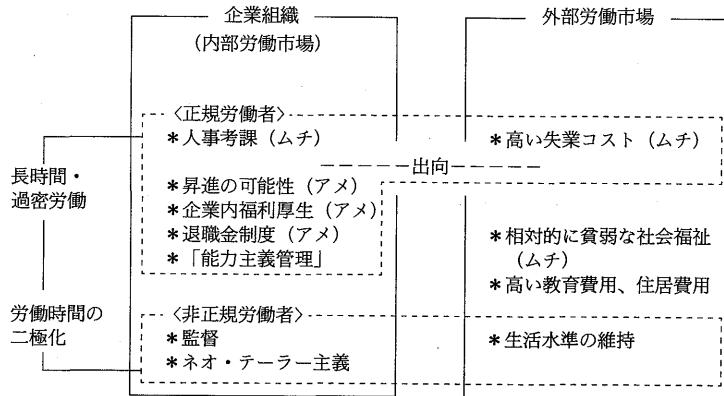 企業組織
（内部労働市場）
外部労働市場
〈正規労働者〉
＊人事考課（ムチ）
＊高い失業コスト（ムチ）
出向
長時間・
過密労働
＊昇進の可能性（アメ）
＊企業内福利厚生（アメ）
＊退職金制度（アメ）
＊「能力主義管理」
＊相対的に貧弱な社会福祉
（ムチ）
＊高い教育費用、住居費用
労働時間の
二極化
〈非正規労働者〉
＊監督
＊ネオ・テーラー主義
＊生活水準の維持